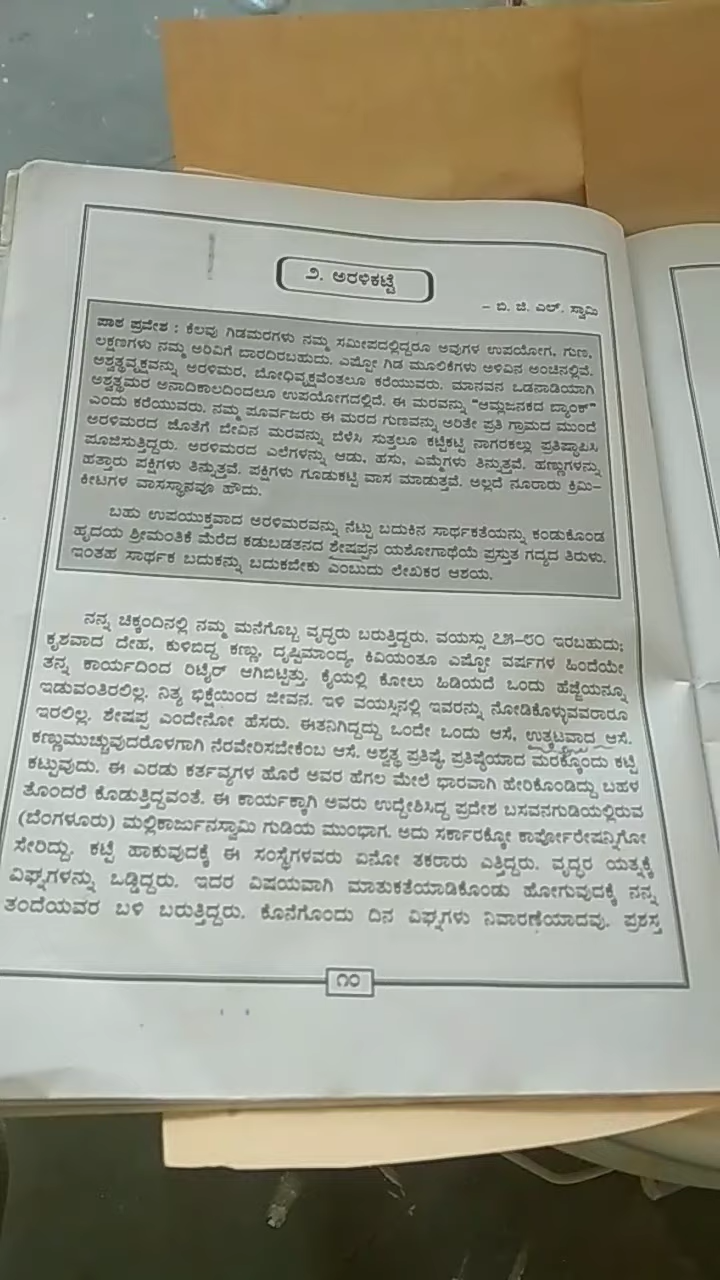 ೨. ಅರಳಿಕಟ್ಟೆ
– ಬಿ. ಜಿ. ಎಲ್. ಸ್ವಾಮಿ
ಪಾಠ ಪ್ರವೇಶ : ಕೆಲವು ಗಿಡಮರಗಳು ನಮ್ಮ ಸಮೀಪದಲ್ಲಿದ್ದರೂ ಅವುಗಳ ಉಪಯೋಗ, ಗುಣ,
ಲಕ್ಷಣಗಳು ನಮ್ಮ ಅರಿವಿಗೆ ಬಾರದಿರಬಹುದು. ಎಷ್ಟೋ ಗಿಡ ಮೂಲಿಕೆಗಳು ಅಳಿವಿನ ಅಂಚಿನಲ್ಲಿವೆ.
ಅಶ್ವತ್ಥವೃಕ್ಷವನ್ನು ಅರಳಿಮರ, ಬೋಧಿವೃಕ್ಷವೆಂತಲೂ ಕರೆಯುವರು. ಮಾನವನ ಒಡನಾಡಿಯಾಗಿ
ಅಶ್ವತ್ಥಮರ ಅನಾದಿಕಾಲದಿಂದಲೂ ಉಪಯೋಗದಲ್ಲಿದೆ. ಈ ಮರವನ್ನು "ಆಮ್ಲಜನಕದ ಬ್ಯಾಂಕ್"
ಎಂದು ಕರೆಯುವರು. ನಮ್ಮ ಪೂರ್ವಜರು ಈ ಮರದ ಗುಣವನ್ನು ಅರಿತೇ ಪ್ರತಿ ಗ್ರಾಮದ ಮುಂದೆ
ಅರಳಿಮರದ ಜೊತೆಗೆ ಬೇವಿನ ಮರವನ್ನು ಬೆಳೆಸಿ ಸುತ್ತಲೂ ಕಟ್ಟೆಕಟ್ಟಿ ನಾಗರಕಲ್ಲು ಪ್ರತಿಷ್ಠಾಪಿಸಿ
ಪೂಜಿಸುತ್ತಿದ್ದರು. ಅರಳಿಮರದ ಎಲೆಗಳನ್ನು ಆಡು, ಹಸು, ಎಮ್ಮೆಗಳು ತಿನ್ನುತ್ತವೆ. ಹಣ್ಣುಗಳನ್ನು
ಹತ್ತಾರು ಪಕ್ಷಿಗಳು ತಿನ್ನುತ್ತವೆ. ಪಕ್ಷಿಗಳು ಗೂಡುಕಟ್ಟಿ ವಾಸ ಮಾಡುತ್ತವೆ. ಅಲ್ಲದೆ ನೂರಾರು ಕ್ರಿಮಿ–
ಕೀಟಗಳ ವಾಸಸ್ಥಾನವೂ ಹೌದು.
ಬಹು ಉಪಯುಕ್ತವಾದ ಅರಳಿಮರವನ್ನು ನೆಟ್ಟು ಬದುಕಿನ ಸಾರ್ಥಕತೆಯನ್ನು ಕಂಡುಕೊಂಡ
ಹೃದಯ ಶ್ರೀಮಂತಿಕೆ ಮೆರೆದ ಕಡುಬಡತನದ ಶೇಷಪ್ಪನ ಯಶೋಗಾಥೆಯೆ ಪ್ರಸ್ತುತ ಗದ್ಯದ ತಿರುಳು.
ಇಂತಹ ಸಾರ್ಥಕ ಬದುಕನ್ನು ಬದುಕಬೇಕು ಎಂಬುದು ಲೇಖಕರ ಆಶಯ.
ನನ್ನ ಚಿಕ್ಕಂದಿನಲ್ಲಿ ನಮ್ಮ ಮನೆಗೊಬ್ಬ ವೃದ್ಧರು ಬರುತ್ತಿದ್ದರು. ವಯಸ್ಸು ೭೫–೮೦ ಇರಬಹುದು;
ಕೃಶವಾದ ದೇಹ, ಕುಳಿಬಿದ್ದ ಕಣ್ಣು, ದೃಷ್ಟಿಮಾಂದ್ಯ, ಕಿವಿಯಂತೂ ಎಷ್ಟೋ ವರ್ಷಗಳ ಹಿಂದೆಯೇ
ತನ್ನ ಕಾರ್ಯದಿಂದ ರಿಟೈರ್ ಆಗಿಬಿಟ್ಟಿತ್ತು. ಕೈಯಲ್ಲಿ ಕೋಲು ಹಿಡಿಯದೆ ಒಂದು ಹೆಜ್ಜೆಯನ್ನೂ
ಇಡುವಂತಿರಲಿಲ್ಲ. ನಿತ್ಯ ಭಿಕ್ಷೆಯಿಂದ ಜೀವನ. ಇಳಿ ವಯಸ್ಸಿನಲ್ಲಿ ಇವರನ್ನು ನೋಡಿಕೊಳ್ಳುವವರಾರೂ
ಇರಲಿಲ್ಲ. ಶೇಷಪ್ಪ ಎಂದೇನೋ ಹೆಸರು. ಈತನಿಗಿದ್ದದ್ದು ಒಂದೇ ಒಂದು ಆಸೆ, ಉತ್ಕಟವಾದ ಆಸೆ.
ಕಣ್ಣುಮುಚ್ಚುವುದರೊಳಗಾಗಿ ನೆರವೇರಿಸಬೇಕೆಂಬ ಆಸೆ. ಅಶ್ವತ್ಥ ಪ್ರತಿಷ್ಠೆ, ಪ್ರತಿಷ್ಠೆಯಾದ ಮರಕ್ಕೊಂದು ಕಟ್ಟೆ
ಕಟ್ಟುವುದು. ಈ ಎರಡು ಕರ್ತವ್ಯಗಳ ಹೊರೆ ಅವರ ಹೆಗಲ ಮೇಲೆ ಭಾರವಾಗಿ ಹೇರಿಕೊಂಡಿದ್ದು ಬಹಳ
ತೊಂದರೆ ಕೊಡುತ್ತಿದ್ದವಂತೆ. ಈ ಕಾರ್ಯಕ್ಕಾಗಿ ಅವರು ಉದ್ದೇಶಿಸಿದ್ದ ಪ್ರದೇಶ ಬಸವನಗುಡಿಯಲ್ಲಿರುವ
(ಬೆಂಗಳೂರು) ಮಲ್ಲಿಕಾರ್ಜುನಸ್ವಾಮಿ ಗುಡಿಯ ಮುಂಭಾಗ. ಅದು ಸರ್ಕಾರಕ್ಕೋ ಕಾರ್ಪೋರೇಷನ್ನಿಗೋ
ಸೇರಿದ್ದು. ಕಟ್ಟೆ ಹಾಕುವುದಕ್ಕೆ ಈ ಸಂಸ್ಥೆಗಳವರು ಏನೋ ತಕರಾರು ಎತ್ತಿದ್ದರು. ವೃದ್ಧರ ಯತ್ನಕ್ಕೆ
ವಿಘ್ನಗಳನ್ನು ಒಡ್ಡಿದ್ದರು. ಇದರ ವಿಷಯವಾಗಿ ಮಾತುಕತೆಯಾಡಿಕೊಂಡು ಹೋಗುವುದಕ್ಕೆ ನನ್ನ
ತಂದೆಯವರ ಬಳಿ ಬರುತ್ತಿದ್ದರು. ಕೊನೆಗೊಂದು ದಿನ ವಿಘ್ನಗಳು ನಿವಾರಣೆಯಾದವು. ಪ್ರಶಸ್ತ
೧೦